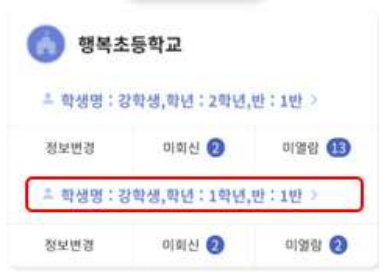 행복초등학교
학생명 : 강학생,학년 : 2학년,반 : 1반 >
정보변경 미회신 2 미열람 13
학생명 : 강학생,학년 : 1학년,반 : 1반 >
정보변경 미회신 2 미열람 2